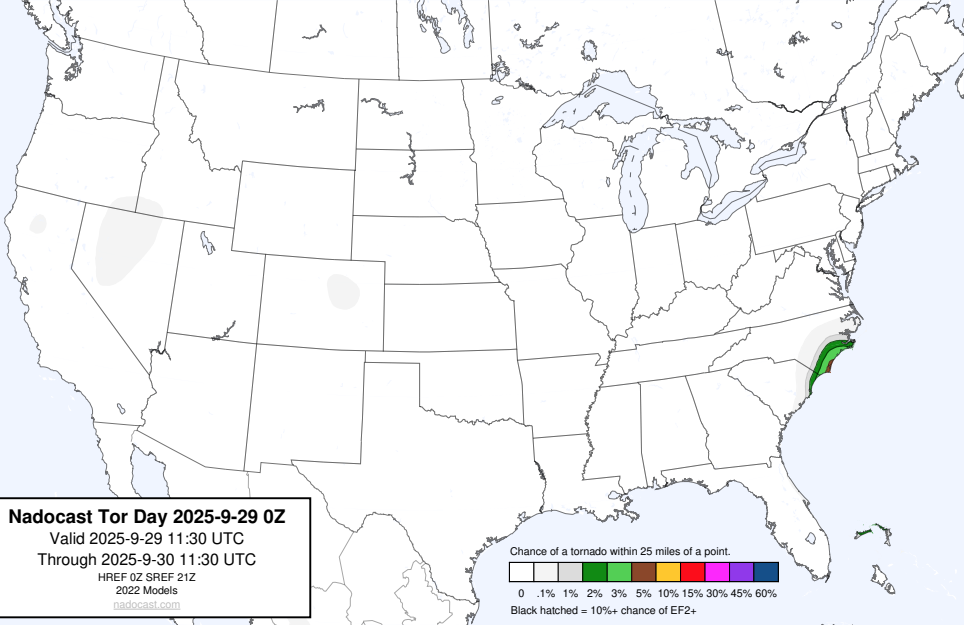 Nadocast Tor Day 2025-9-29 0Z
Valid 2025-9-29 11:30 UTC
Through 2025-9-30 11:30 UTC
HREF 0Z SREF 21Z
2022 Models
nadocast.com
Chance of a tornado within 25 miles of a point.
0 .1% 1% 2% 3% 5% 10% 15% 30% 45% 60%
Black hatched = 10%+ chance of EF2+